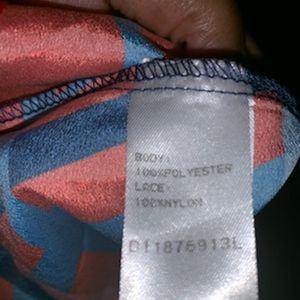 BODY:
100%POLYESTER
LACE:
100%NYLON
D11876913L